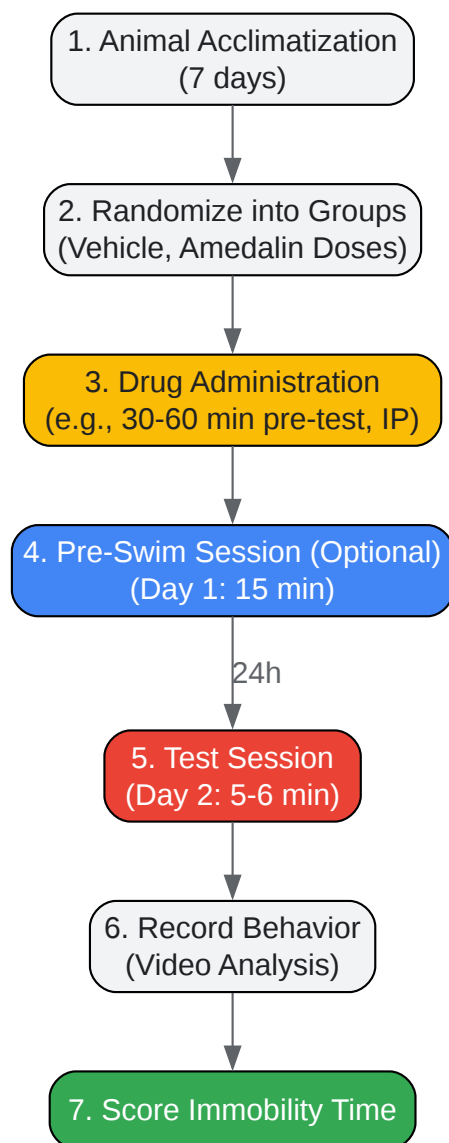 1. Animal Acclimatization
(7 days)
2. Randomize into Groups
(Vehicle, Amedalin Doses)
3. Drug Administration
(e.g., 30-60 min pre-test, IP)
4. Pre-Swim Session (Optional)
(Day 1: 15 min)
24h
5. Test Session
(Day 2: 5-6 min)
6. Record Behavior
(Video Analysis)
7. Score Immobility Time